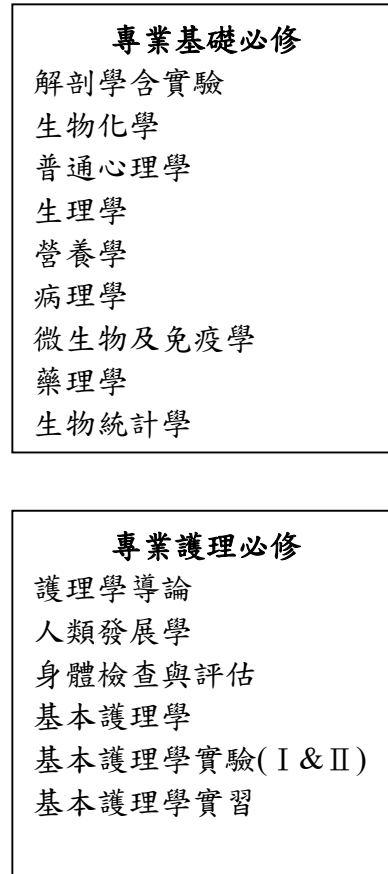 專業基礎必修
解剖學含實驗
生物化學
普通心理學
生理學
營養學
病理學
微生物及免疫學
藥理學
生物統計學
專業護理必修
護理學導論
人類發展學
身體檢查與評估
基本護理學
基本護理學實驗(Ⅰ&Ⅱ)
基本護理學實習